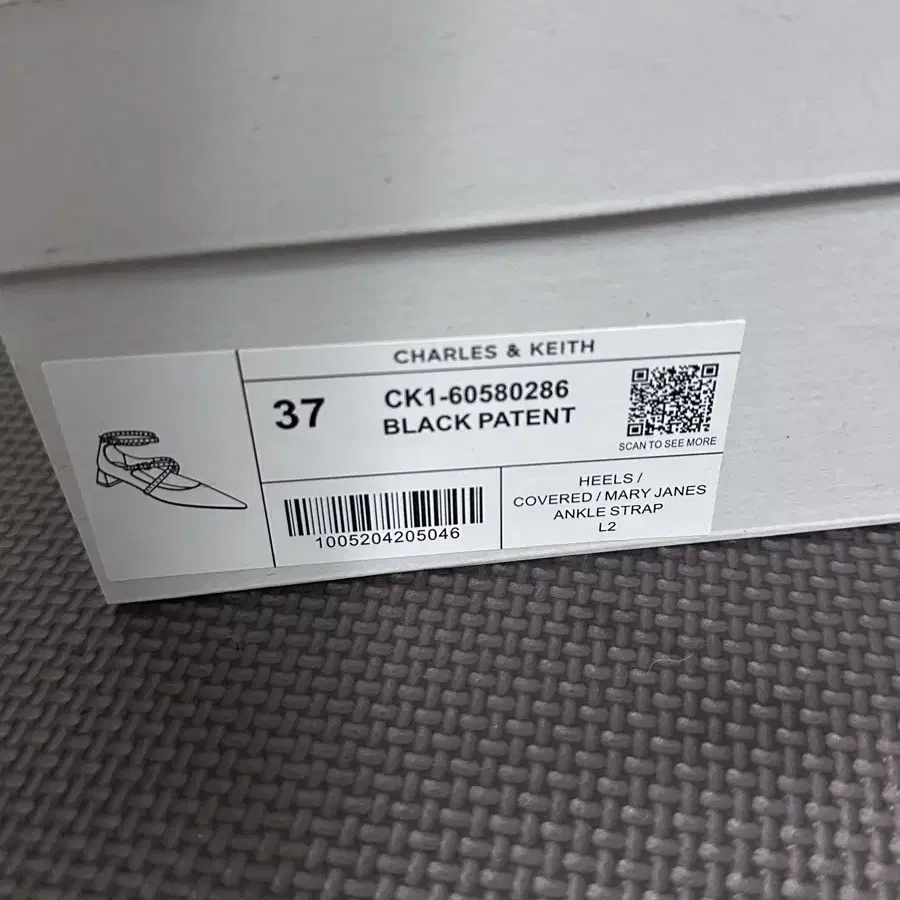 CHARLES & KEITH
37
CK1-60580286
BLACK PATENT
SCAN TO SEE MORE
1005204205046
HEELS /
COVERED / MARY JANES
ANKLE STRAP
L2